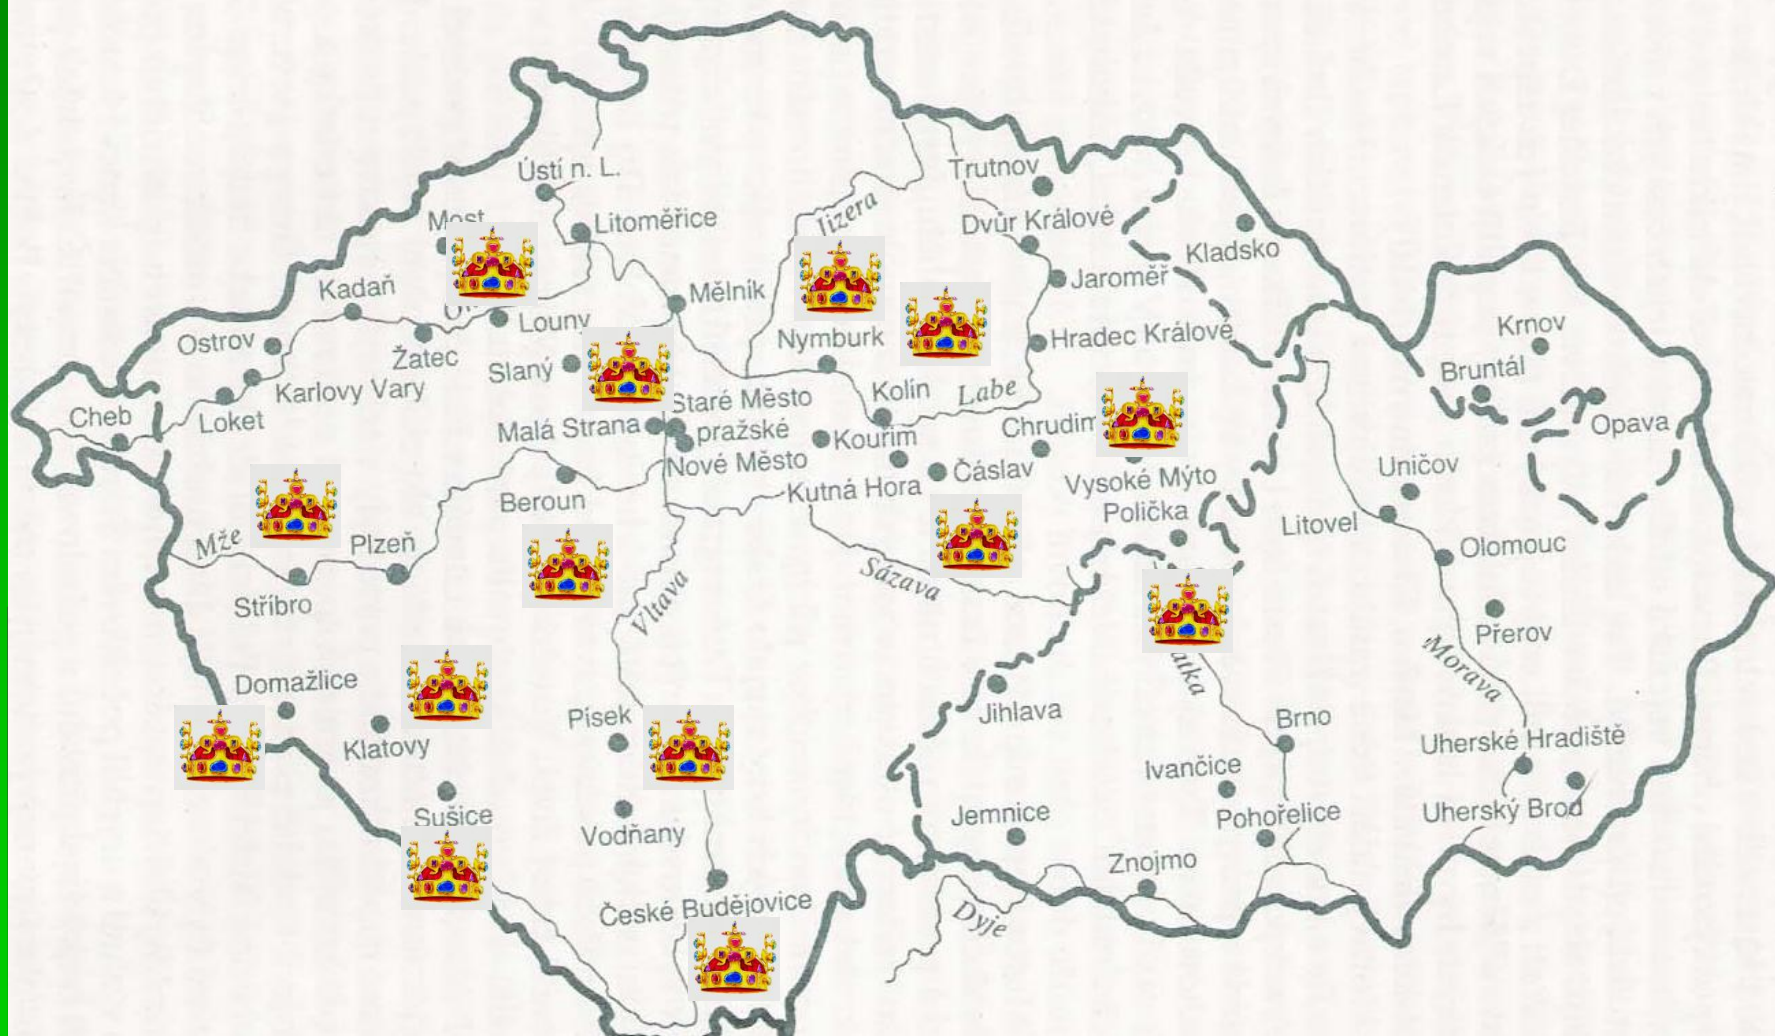 Trutnov
Ústí n. L.
Most
Litoměřice
Jizera
Dvůr Králové
Kladsko
Jaroměř
Kadaň
Mělník
Ostrov
Louny
Nymburk
Hradec Králové
Krnov
Žatec
Slaný
Bruntál
Karlovy Vary
Kolín
Labe
Cheb
Loket
Staré Město
pražské
Malá Strana
Kouřim
Chrudim
Opava
Nové Město
Čáslav
Uničov
Beroun
Kutná Hora
Vysoké Mýto
Polička
Litovel
Mže
Plzeň
Olomouc
Sázava
Stříbro
Vltava
Přerov
Morava
atka
Domažlice
Jihlava
Písek
Klatovy
Brno
Uherské Hradiště
Ivančice
Sušice
Vodňany
Jemnice
Pohořelice
Uherský Brod
Znojmo
České Budějovice
Dyje